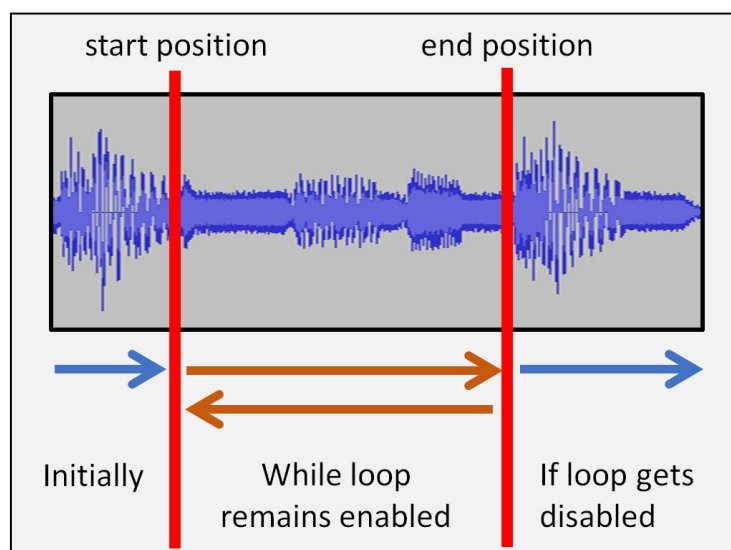 start position
end position
Initially
While loop
remains enabled
If loop gets
disabled